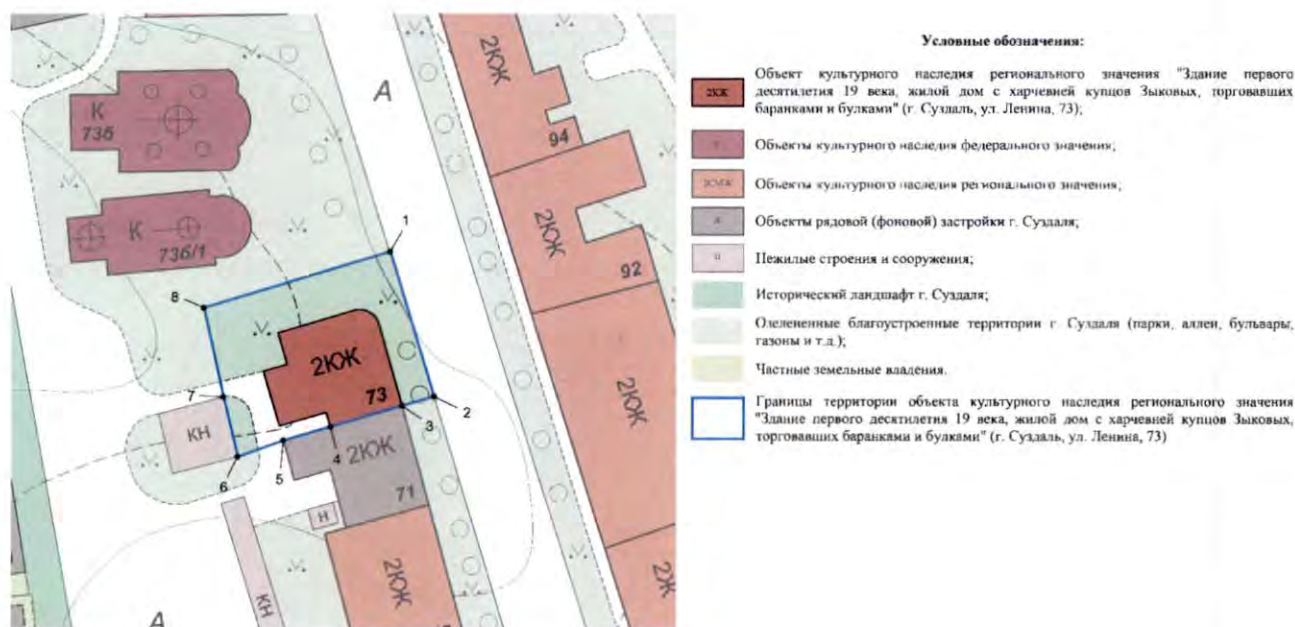 А
2КЖ
К
73б
94
К
73б/1
2КЖ
1
92
8
2КЖ
2КЖ
7
73
2
3
КН
4
2КЖ
5
6
71
Н
2КЖ
КН
2Ж
А
Условные обозначения:
2КЖ
Объект культурного наследия регионального значения "Здание первого
десятилетия 19 века, жилой дом с харчевней купцов Зыковых, торговавших
баранками и булками" (г. Суздаль, ул. Ленина, 73);
Объекты культурного наследия федерального значения;
Объекты культурного наследия регионального значения;
Объекты рядовой (фоновой) застройки г. Суздаля;
Нежилые строения и сооружения;
Исторический ландшафт г. Суздаля;
Озелененные благоустроенные территории г. Суздаля (парки, аллеи, бульвары,
газоны и т.д.);
Частные земельные владения.
Границы территории объекта культурного наследия регионального значения
"Здание первого десятилетия 19 века, жилой дом с харчевней купцов Зыковых,
торговавших баранками и булками" (г. Суздаль, ул. Ленина, 73)